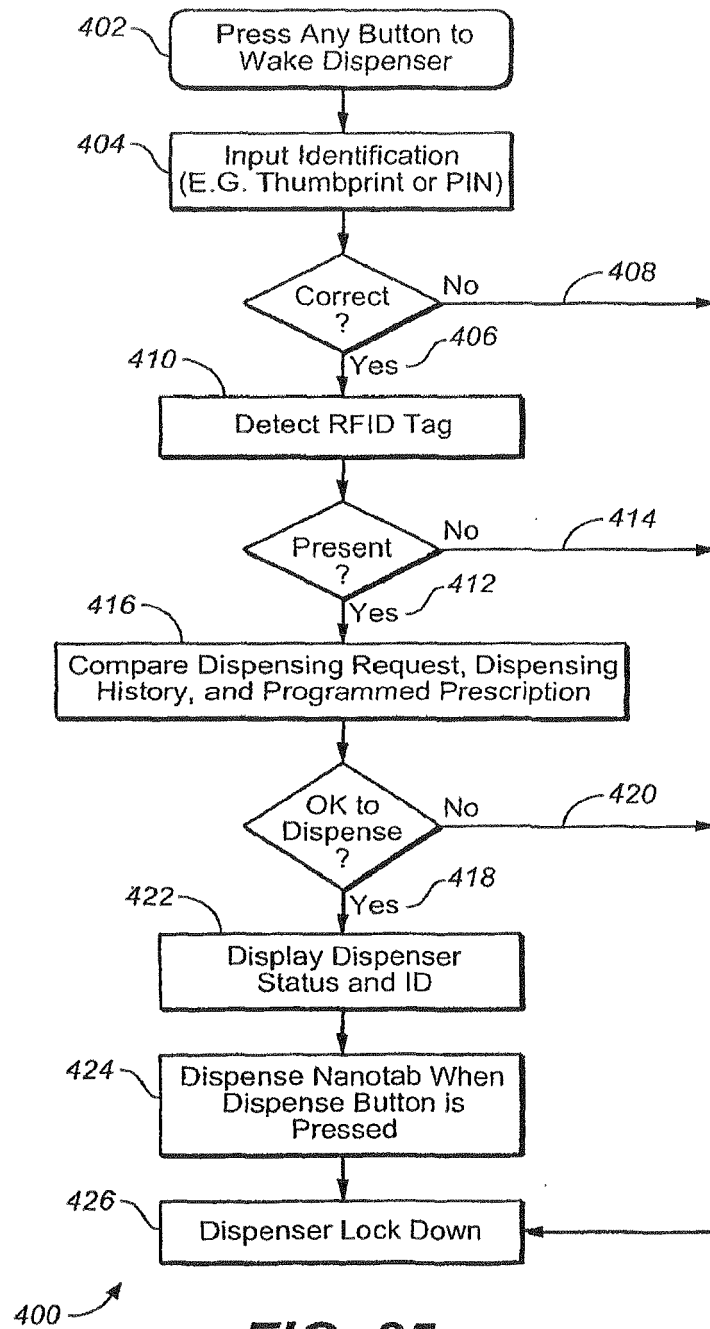 402
Press Any Button to
Wake Dispenser
404
Input Identification
(E.G. Thumbprint or PIN)
Correct
?
No
408
Yes
406
410
Detect RFID Tag
Present
?
No
414
Yes
412
416
Compare Dispensing Request, Dispensing
History, and Programmed Prescription
OK to
Dispense
?
No
420
Yes
418
422
Display Dispenser
Status and ID
424
Dispense Nanotab When
Dispense Button is
Pressed
426
Dispenser Lock Down
400